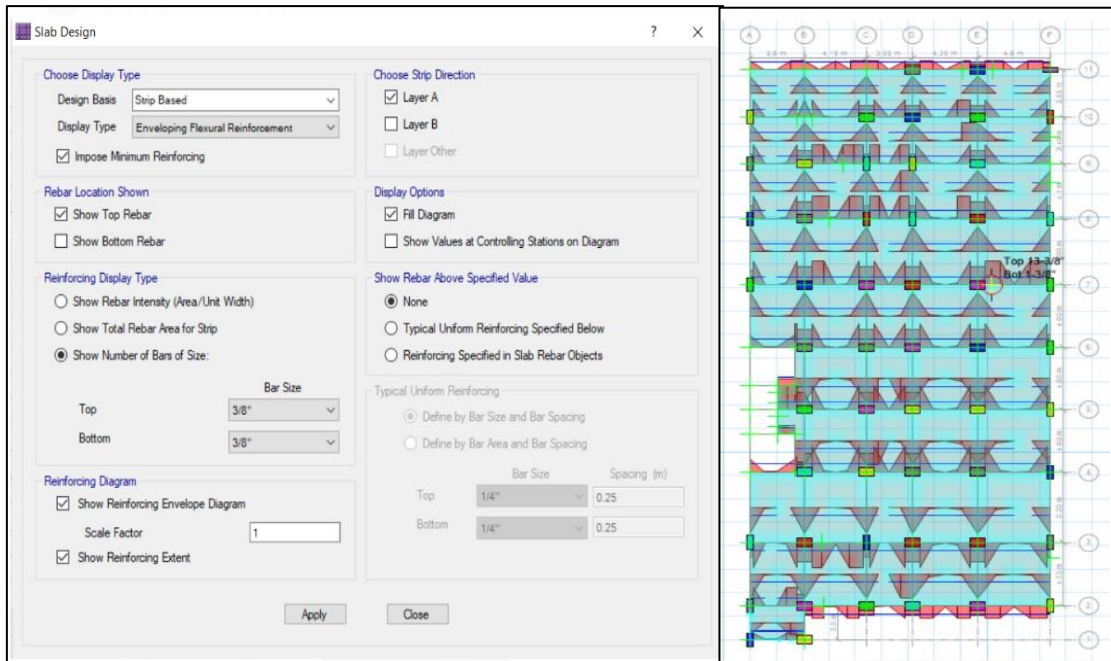 Slab Design
? X
Choose Display Type
Design Basis Strip Based
Display Type Enveloping Flexural Reinforcement
Impose Minimum Reinforcing
Choose Strip Direction
Layer A
Layer B
Layer Other
Rebar Location Shown
Show Top Rebar
Show Bottom Rebar
Display Options
Fill Diagram
Show Values at Controlling Stations on Diagram
Reinforcing Display Type
Show Rebar Intensity (Area/Unit Width)
Show Total Rebar Area for Strip
Show Number of Bars of Size:
Bar Size
Top 3/8"
Bottom 3/8"
Show Rebar Above Specified Value
None
Typical Uniform Reinforcing Specified Below
Reinforcing Specified in Slab Rebar Objects
Typical Uniform Reinforcing
Define by Bar Size and Bar Spacing
Define by Bar Area and Bar Spacing
Bar Size Spacing (m)
Top 1/4" 0.25
Bottom 1/4" 0.25
Reinforcing Diagram
Show Reinforcing Envelope Diagram
Scale Factor 1
Show Reinforcing Extent
Apply Close
A B C D E F
11
10
9
8
Top 13-3/8"
Bot 1-3/8"
7
6
5
4
3
2
1